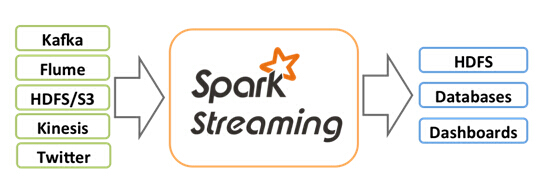 Kafka
Flume
HDFS/S3
Kinesis
Twitter
Spark
Streaming
HDFS
Databases
Dashboards